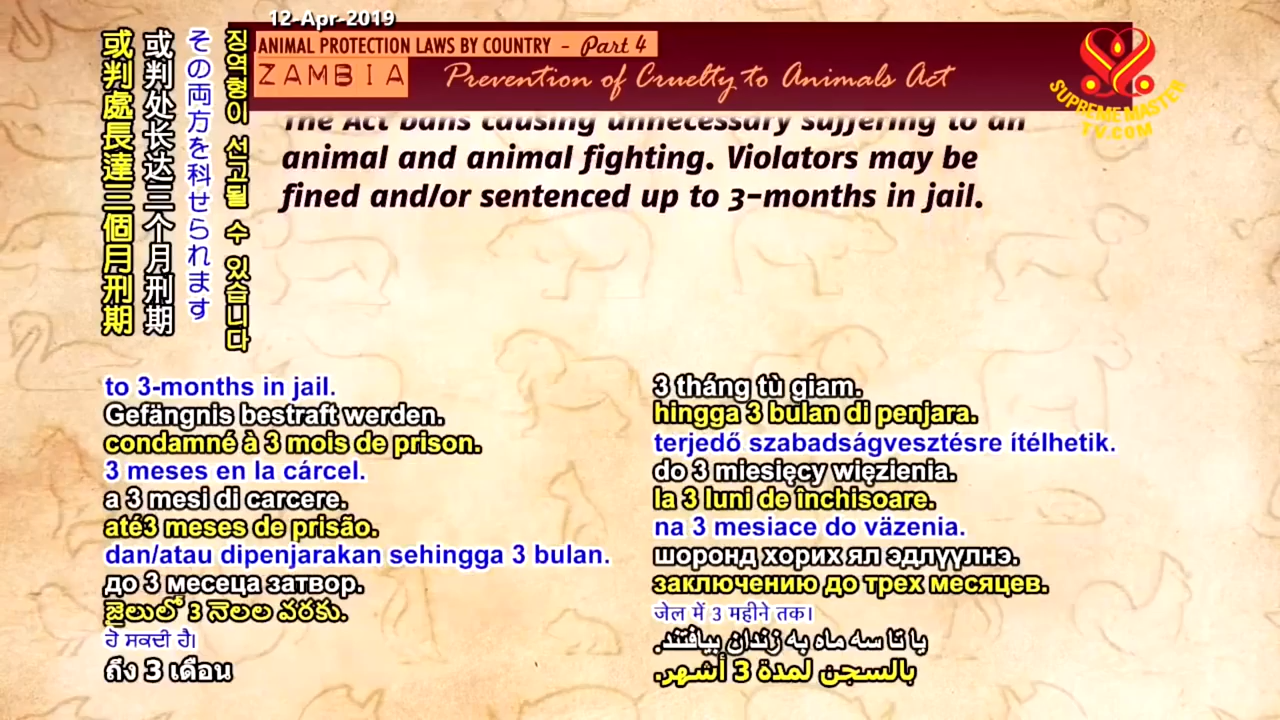 12-Apr-2019
ANIMAL PROTECTION LAWS BY COUNTRY - Part 4
ZAMBIA Prevention of Cruelty to Animals Act
SUPREME MASTER
TV.COM
The Act bans causing unnecessary suffering to an
animal and animal fighting. Violators may be
fined and/or sentenced up to 3-months in jail.
或判處長達三個月刑期
或判处长达三个月刑期
その両方を科せられます
징역형이 선고될 수 있습니다
to 3-months in jail.
Gefängnis bestraft werden.
condamné à 3 mois de prison.
3 meses en la cárcel.
a 3 mesi di carcere.
até3 meses de prisão.
dan/atau dipenjarakan sehingga 3 bulan.
до 3 месеца затвор.
జైలులో 3 నెలల వరకు.
ਹੋ ਸਕਦੀ ਹੈ।
ถึง 3 เดือน
3 tháng tù giam.
hingga 3 bulan di penjara.
terjedő szabadságvesztésre ítélhetik.
do 3 miesięcy więzienia.
la 3 luni de închisoare.
na 3 mesiace do väzenia.
шоронд хорих ял эдлүүлнэ.
заключению до трех месяцев.
जेल में 3 महीने तक।
یا تا سه ماه به زندان بیافتند.
بالسجن لمدة 3 أشهر.